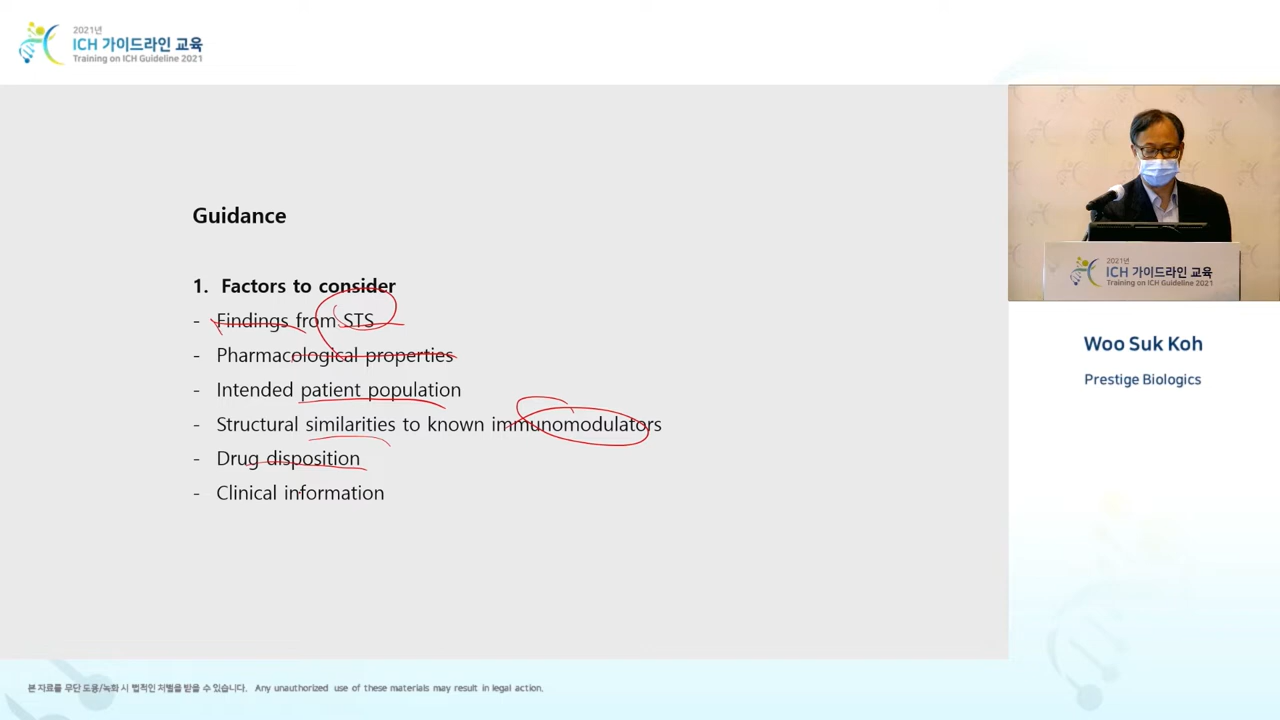 2021년
ICH 가이드라인 교육
Training on ICH Guideline 2021
Guidance
1. Factors to consider
- Findings from STS
- Pharmacological properties
- Intended patient population
- Structural similarities to known immunomodulators
- Drug disposition
- Clinical information
2021년
ICH 가이드라인 교육
Training on ICH Guideline 2021
Woo Suk Koh
Prestige Biologics
본 자료를 무단 도용/녹화 시 법적인 처벌을 받을 수 있습니다. Any unauthorized use of these materials may result in legal action.